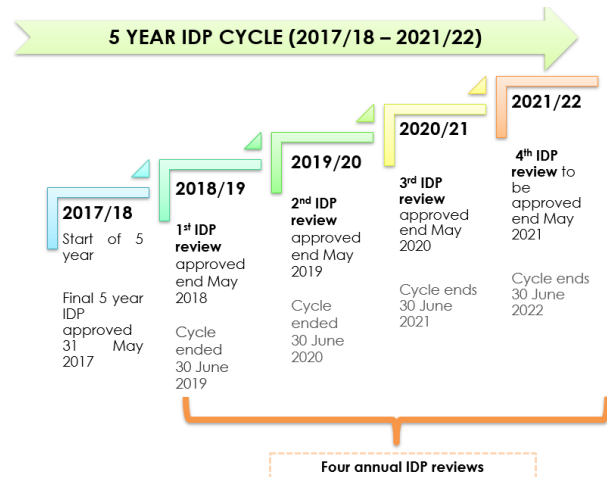 5 YEAR IDP CYCLE (2017/18 – 2021/22)
2017/18
Start of 5
year
Final 5 year
IDP
approved
31 May
2017
2018/19
1st IDP
review
approved
end May
2018
Cycle
ended
30 June
2019
2019/20
2nd IDP
review
approved
end May
2019
Cycle
ended
30 June
2020
2020/21
3rd IDP
review
approved
end May
2020
Cycle ends
30 June
2021
2021/22
4th IDP
review to
be
approved
end May
2021
Cycle ends
30 June
2022
Four annual IDP reviews